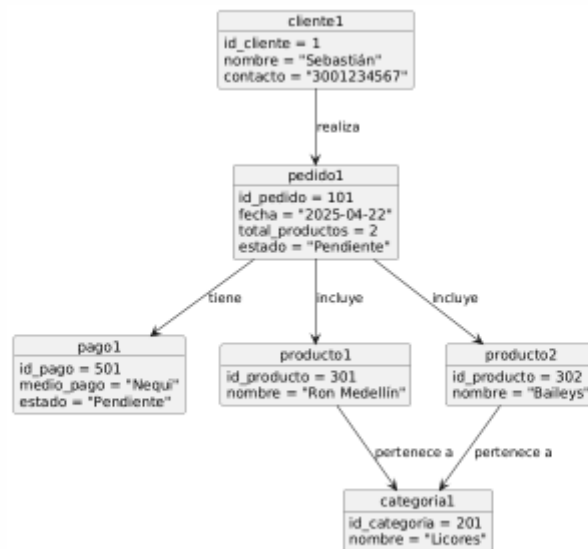 cliente1
id_cliente = 1
nombre = "Sebastián"
contacto = "3001234567"
realiza
pedido1
id_pedido = 101
fecha = "2025-04-22"
total_productos = 2
estado = "Pendiente"
tiene
incluye
incluye
pago1
id_pago = 501
medio_pago = "Nequi"
estado = "Pendiente"
producto1
id_producto = 301
nombre = "Ron Medellín"
producto2
id_producto = 302
nombre = "Baileys"
pertenece a
pertenece a
categoria1
id_categoria = 201
nombre = "Licores"